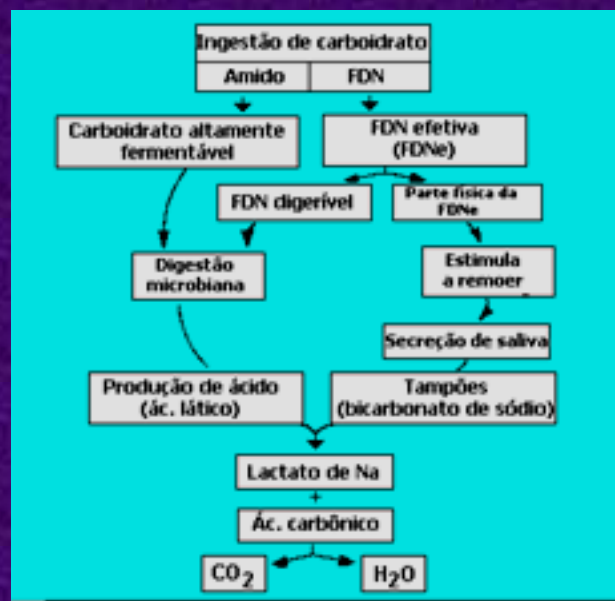 Ingestão de carboidrato
Amido
FDN
Carboidrato altamente
fermentável
FDN efetiva
(FDNe)
FDN digerível
Parte física da
FDNe
Digestão
microbiana
Estimula
a remoer
Secreção de saliva
Produção de ácido
(ác. lático)
Tampões
(bicarbonato de sódio)
Lactato de Na
+
Ác. carbônico
CO₂
H₂O